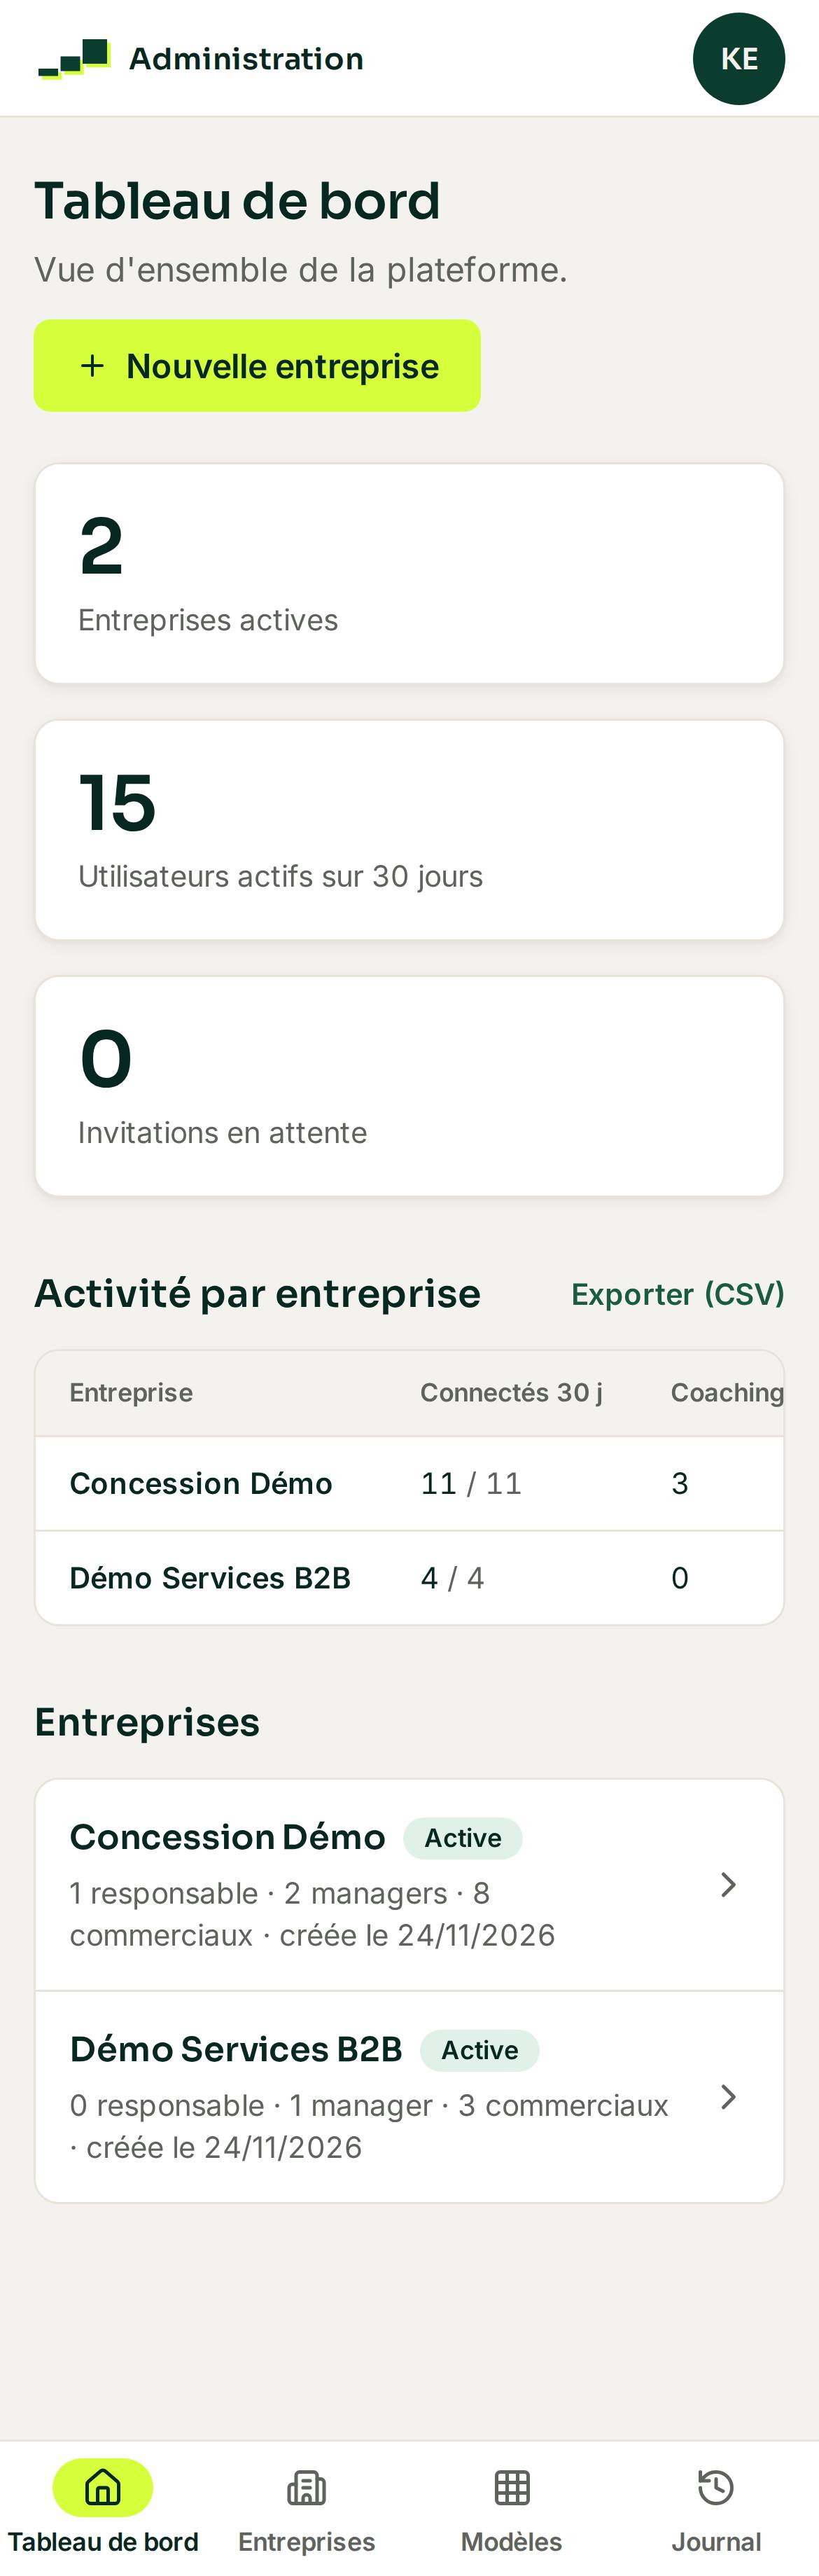 Administration
KE
Tableau de bord
Vue d'ensemble de la plateforme.
+ Nouvelle entreprise
2
Entreprises actives
15
Utilisateurs actifs sur 30 jours
0
Invitations en attente
Activité par entreprise
Exporter (CSV)
Entreprise Connectés 30 j Coaching
Concession Démo 11 / 11 3
Démo Services B2B 4 / 4 0
Entreprises
Concession Démo Active
1 responsable · 2 managers · 8
commerciaux · créée le 24/11/2026
Démo Services B2B Active
0 responsable · 1 manager · 3 commerciaux
· créée le 24/11/2026
Tableau de bord Entreprises Modèles Journal